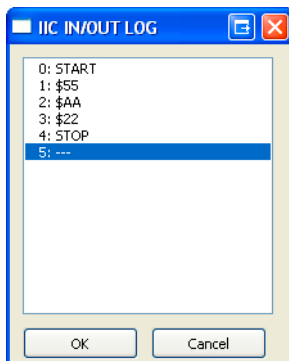 IIC IN/OUT LOG
0: START
1: $55
2: $AA
3: $22
4: STOP
5: ---
OK Cancel